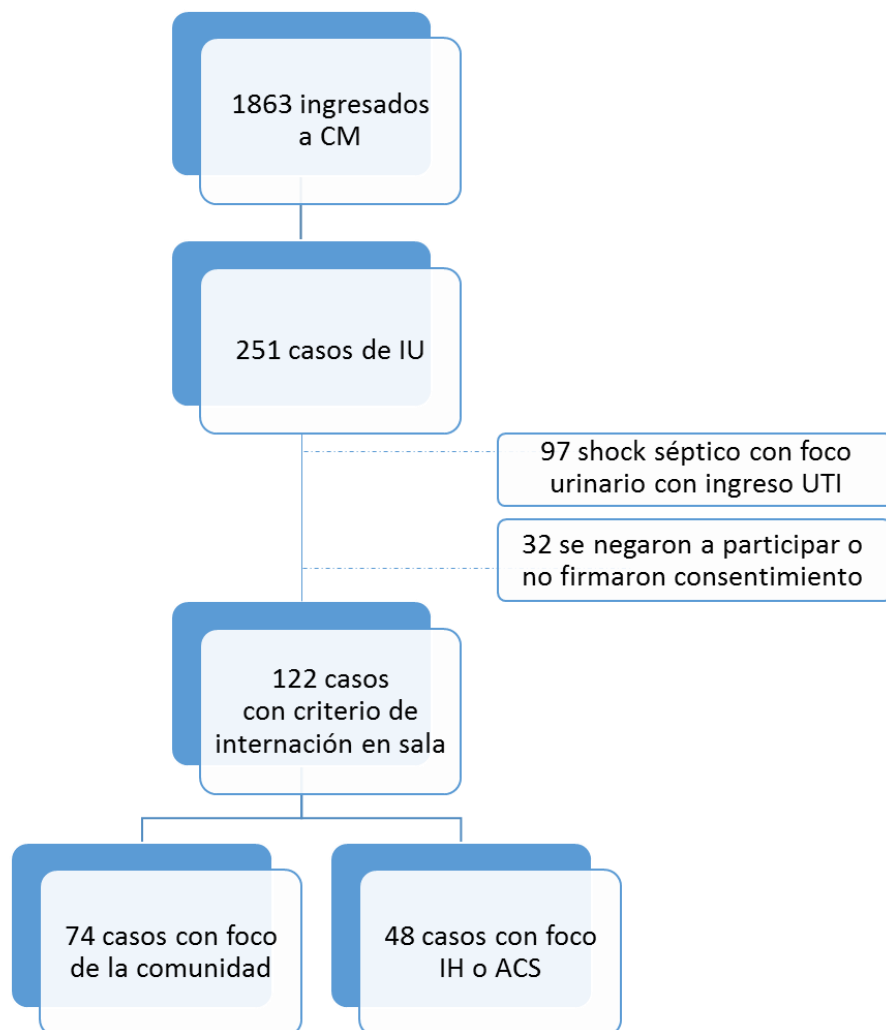 1863 ingresados
a CM
251 casos de IU
97 shock séptico con foco
urinario con ingreso UTI
32 se negaron a participar o
no firmaron consentimiento
122 casos
con criterio de
internación en sala
74 casos con foco
de la comunidad
48 casos con foco
IH o ACS